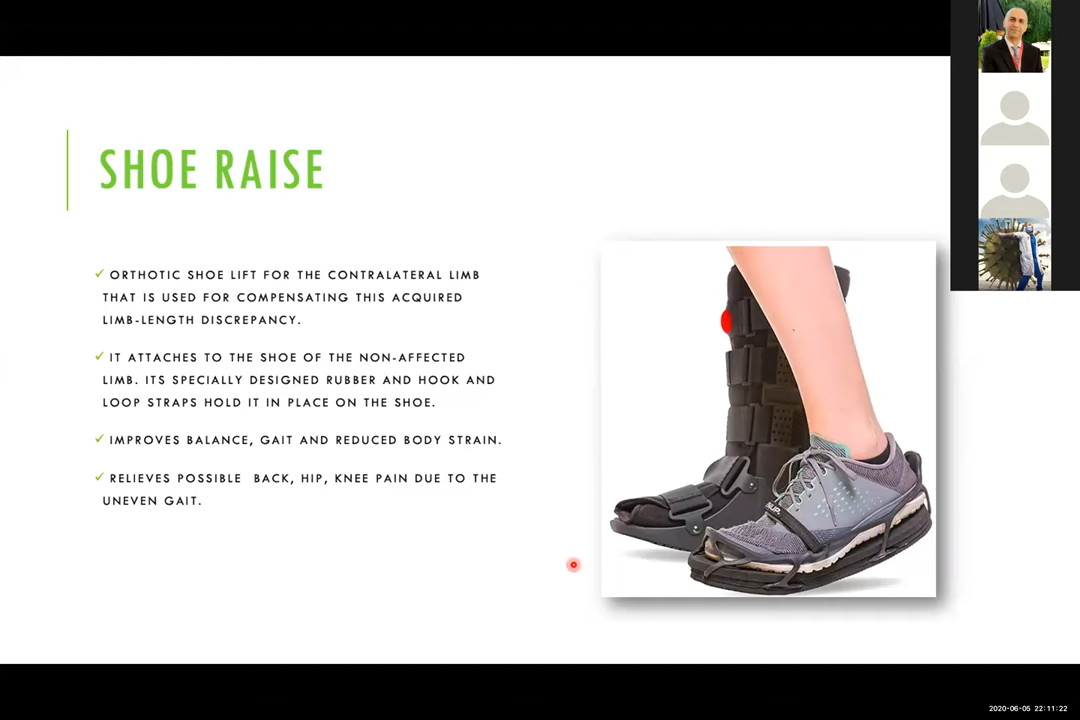 SHOE RAISE
✓ ORTHOTIC SHOE LIFT FOR THE CONTRALATERAL LIMB
THAT IS USED FOR COMPENSATING THIS ACQUIRED
LIMB-LENGTH DISCREPANCY.
✓ IT ATTACHES TO THE SHOE OF THE NON-AFFECTED
LIMB. ITS SPECIALLY DESIGNED RUBBER AND HOOK AND
LOOP STRAPS HOLD IT IN PLACE ON THE SHOE.
✓ IMPROVES BALANCE, GAIT AND REDUCED BODY STRAIN.
✓ RELIEVES POSSIBLE BACK, HIP, KNEE PAIN DUE TO THE
UNEVEN GAIT.
2020-06-05 22:11:22